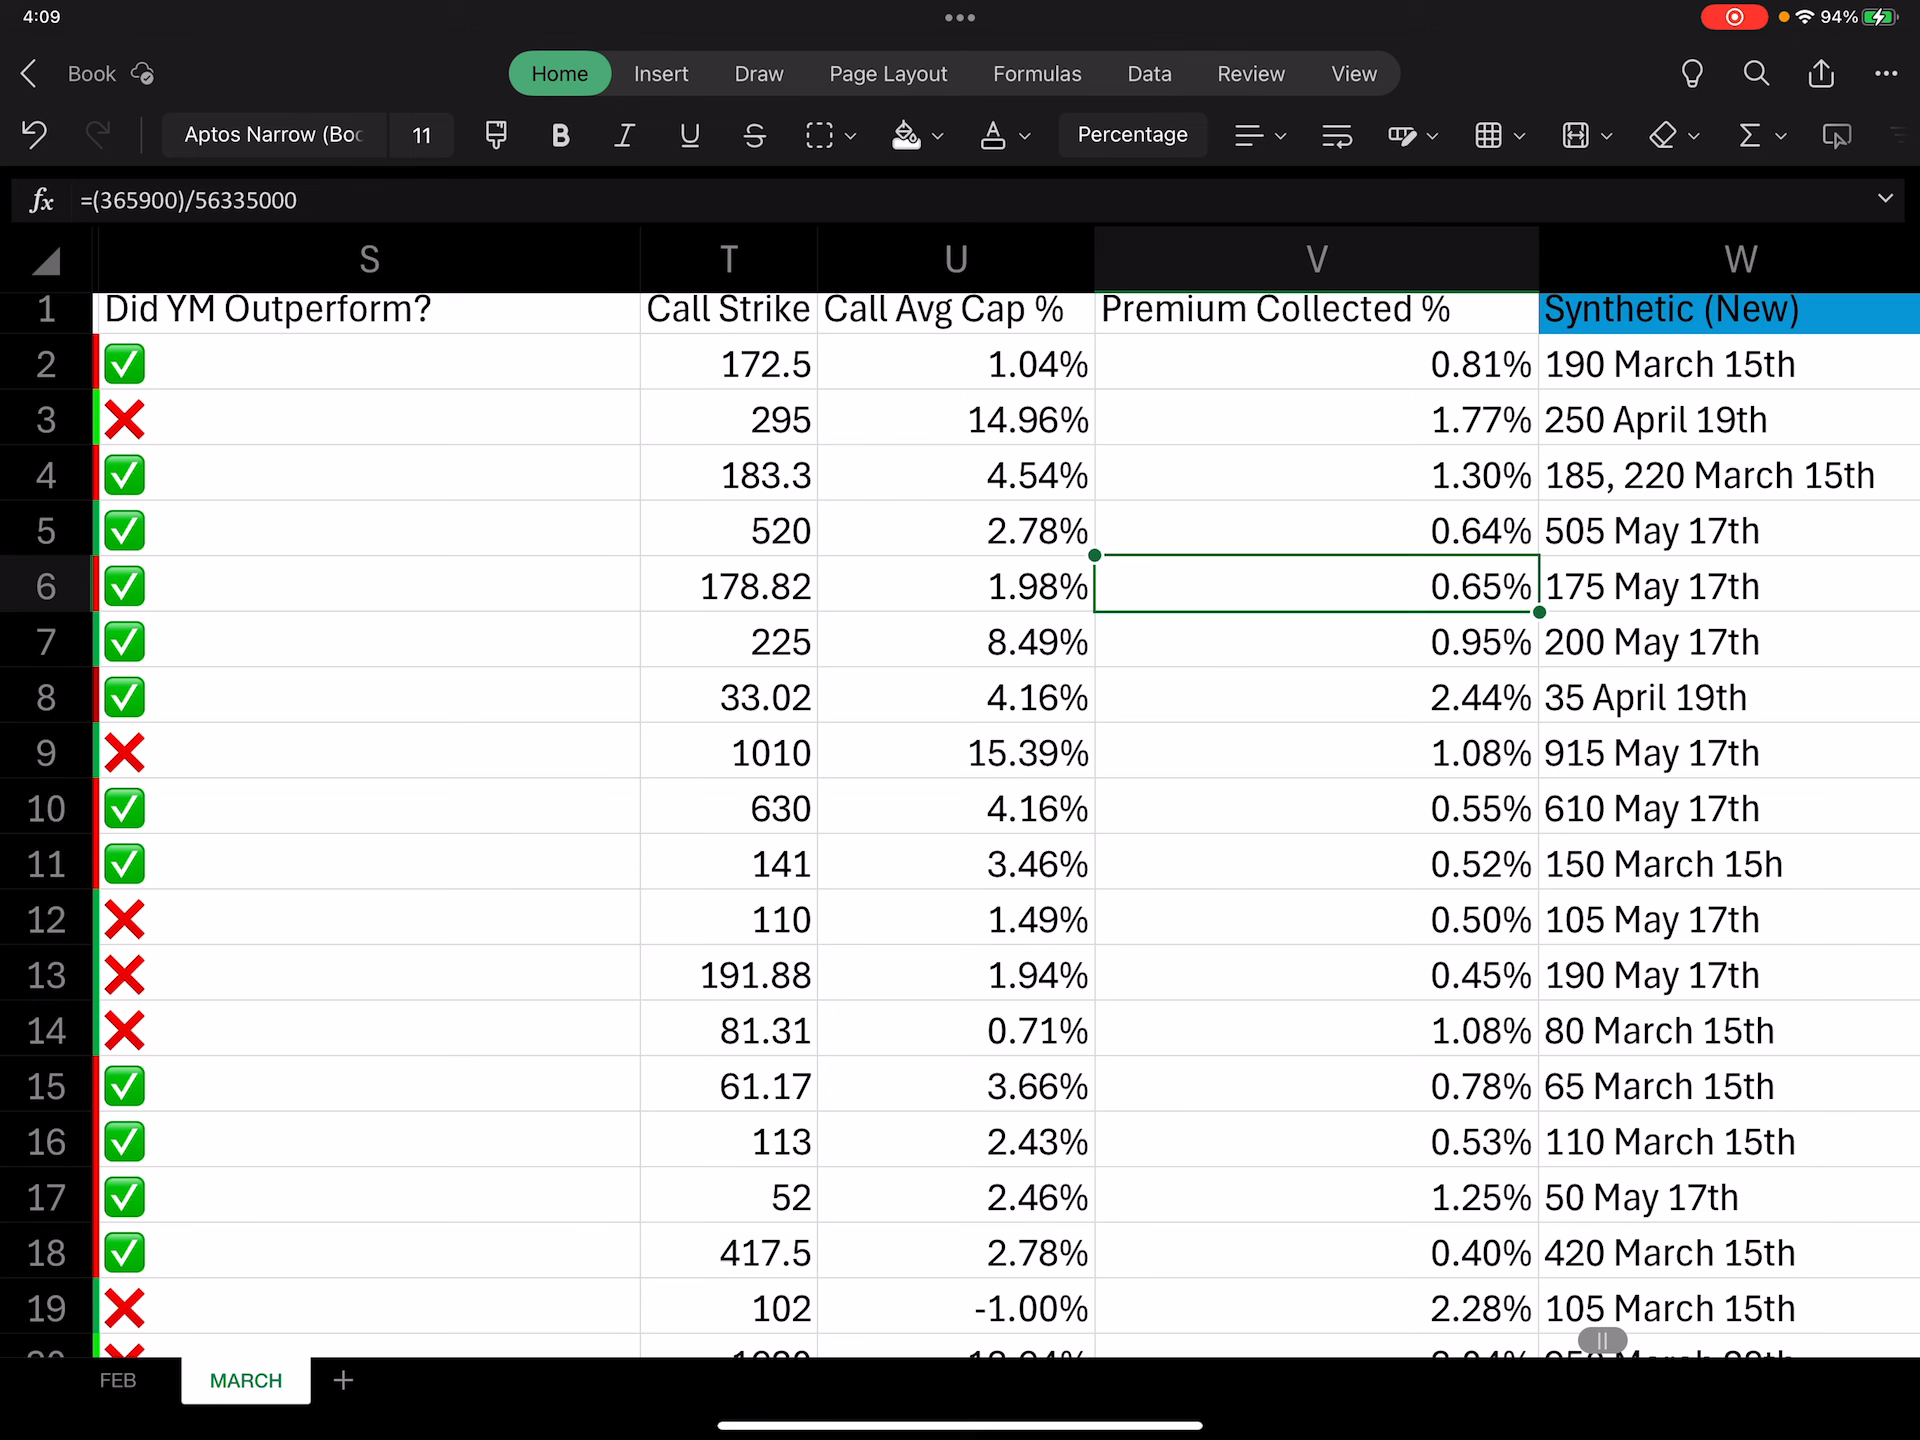 4:09
94%
Book
Home Insert Draw Page Layout Formulas Data Review View
Aptos Narrow (Boo 11 B I U S A Percentage Σ
fx =(365900)/56335000
S T U V W
1 Did YM Outperform? Call Strike Call Avg Cap % Premium Collected % Synthetic (New)
2 172.5 1.04% 0.81% 190 March 15th
3 295 14.96% 1.77% 250 April 19th
4 183.3 4.54% 1.30% 185, 220 March 15th
5 520 2.78% 0.64% 505 May 17th
6 178.82 1.98% 0.65% 175 May 17th
7 225 8.49% 0.95% 200 May 17th
8 33.02 4.16% 2.44% 35 April 19th
9 1010 15.39% 1.08% 915 May 17th
10 630 4.16% 0.55% 610 May 17th
11 141 3.46% 0.52% 150 March 15h
12 110 1.49% 0.50% 105 May 17th
13 191.88 1.94% 0.45% 190 May 17th
14 81.31 0.71% 1.08% 80 March 15th
15 61.17 3.66% 0.78% 65 March 15th
16 113 2.43% 0.53% 110 March 15th
17 52 2.46% 1.25% 50 May 17th
18 417.5 2.78% 0.40% 420 March 15th
19 102 -1.00% 2.28% 105 March 15th
FEB MARCH